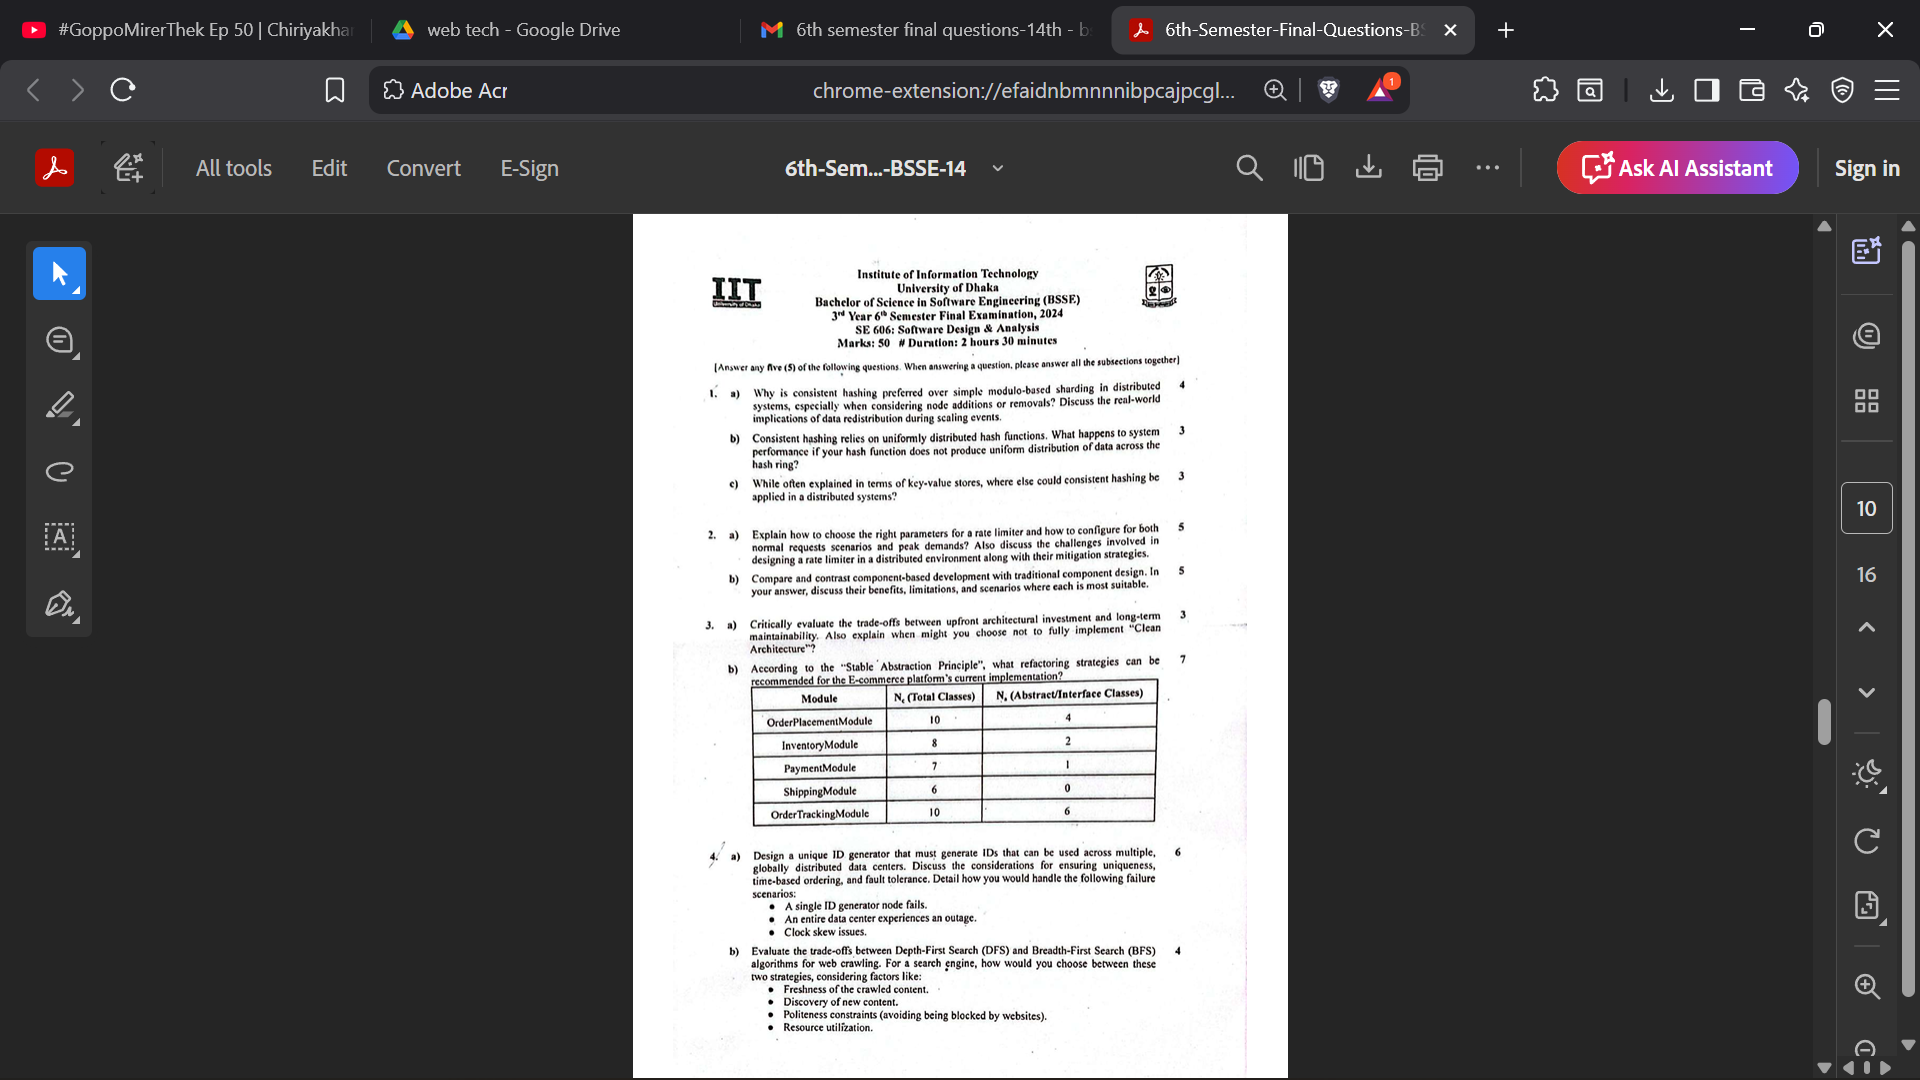 #GoppoMirerThek Ep 50 | Chiriyakhan
web tech - Google Drive
6th semester final questions-14th - b
6th-Semester-Final-Questions-BS
Adobe Acr
chrome-extension://efaidnbmnnnibpcajpcgl...
1
All tools
Edit
Convert
E-Sign
6th-Sem...-BSSE-14
Ask AI Assistant
Sign in
IIT
Institute of Information Technology
University of Dhaka
Bachelor of Science in Software Engineering (BSSE)
3rd Year 6th Semester Final Examination, 2024
SE 606: Software Design & Analysis
Marks: 50 # Duration: 2 hours 30 minutes
[Answer any five (5) of the following questions. When answering a question, please answer all the subsections together]
1. a) Why is consistent hashing preferred over simple modulo-based sharding in distributed 4
systems, especially when considering node additions or removals? Discuss the real-world
implications of data redistribution during scaling events.
b) Consistent hashing relies on uniformly distributed hash functions. What happens to system 3
performance if your hash function does not produce uniform distribution of data across the
hash ring?
c) While often explained in terms of key-value stores, where else could consistent hashing be 3
applied in a distributed systems?
2. a) Explain how to choose the right parameters for a rate limiter and how to configure for both 5
normal requests scenarios and peak demands? Also discuss the challenges involved in
designing a rate limiter in a distributed environment along with their mitigation strategies.
b) Compare and contrast component-based development with traditional component design. In 5
your answer, discuss their benefits, limitations, and scenarios where each is most suitable.
3. a) Critically evaluate the trade-offs between upfront architectural investment and long-term 3
maintainability. Also explain when might you choose not to fully implement "Clean
Architecture"?
b) According to the "Stable Abstraction Principle", what refactoring strategies can be 7
recommended for the E-commerce platform's current implementation?
Module Nc (Total Classes) Na (Abstract/Interface Classes)
OrderPlacementModule 10 4
InventoryModule 8 2
PaymentModule 7 1
ShippingModule 6 0
OrderTrackingModule 10 6
4. a) Design a unique ID generator that must generate IDs that can be used across multiple, 6
globally distributed data centers. Discuss the considerations for ensuring uniqueness,
time-based ordering, and fault tolerance. Detail how you would handle the following failure
scenarios:
• A single ID generator node fails.
• An entire data center experiences an outage.
• Clock skew issues.
b) Evaluate the trade-offs between Depth-First Search (DFS) and Breadth-First Search (BFS) 4
algorithms for web crawling. For a search engine, how would you choose between these
two strategies, considering factors like:
• Freshness of the crawled content.
• Discovery of new content.
• Politeness constraints (avoiding being blocked by websites).
• Resource utilization.
10
16